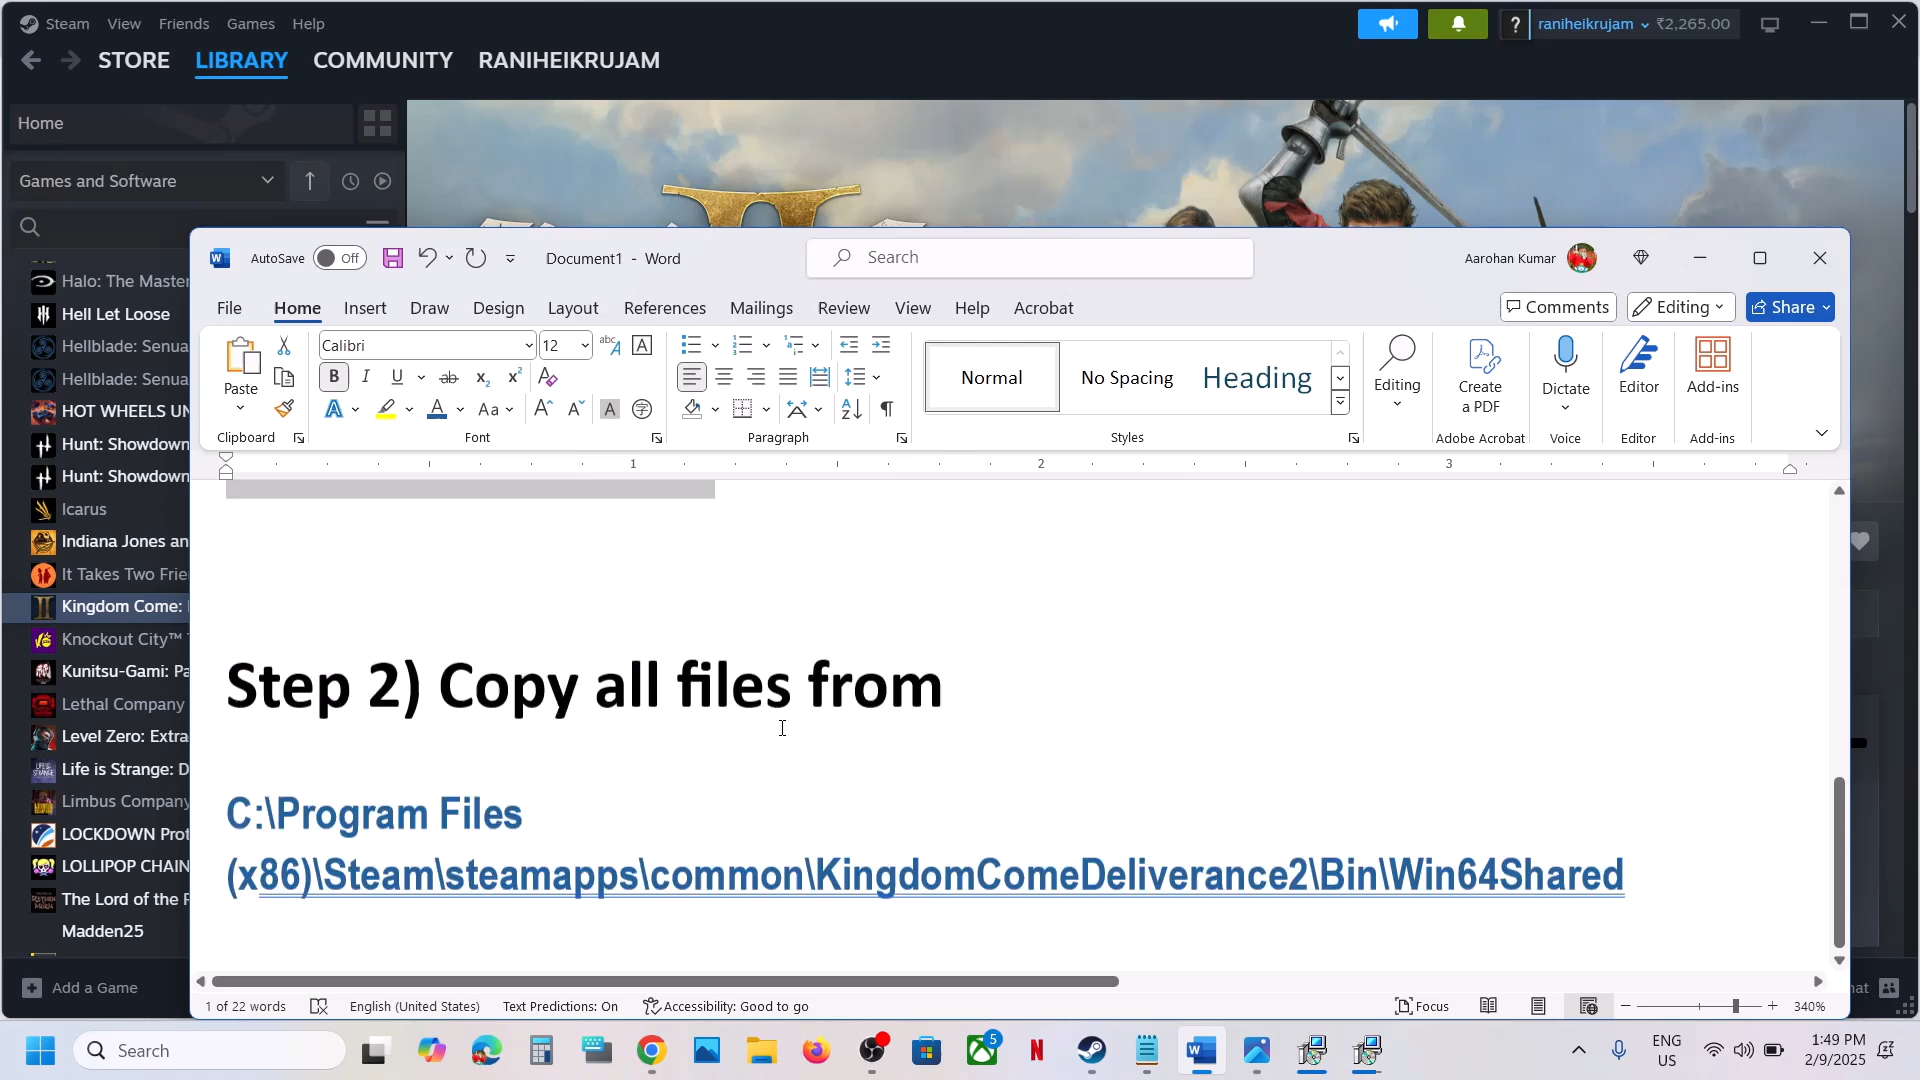 Steam View Friends Games Help
? raniheikrujam ₹2,265.00
STORE LIBRARY COMMUNITY RANIHEIKRUJAM
Home
Games and Software
Halo: The Master
Hell Let Loose
Hellblade: Senua
Hellblade: Senua
HOT WHEELS UN
Hunt: Showdown
Hunt: Showdown
Icarus
Indiana Jones an
It Takes Two Frie
Kingdom Come:
Knockout City™
Kunitsu-Gami: Pa
Lethal Company
Level Zero: Extra
Life is Strange: D
Limbus Company
LOCKDOWN Prot
LOLLIPOP CHAIN
The Lord of the R
Madden25
Add a Game
AutoSave Off Document1 - Word Search Aarohan Kumar
File Home Insert Draw Design Layout References Mailings Review View Help Acrobat Comments Editing Share
Paste Calibri 12 Normal No Spacing Heading Editing Create a PDF Dictate Editor Add-ins
Clipboard Font Paragraph Styles Adobe Acrobat Voice Editor Add-ins
1 2 3
Step 2) Copy all files from
C:\Program Files
(x86)\Steam\steamapps\common\KingdomComeDeliverance2\Bin\Win64Shared
1 of 22 words English (United States) Text Predictions: On Accessibility: Good to go Focus 340%
Search 5 ENG US 1:49 PM 2/9/2025